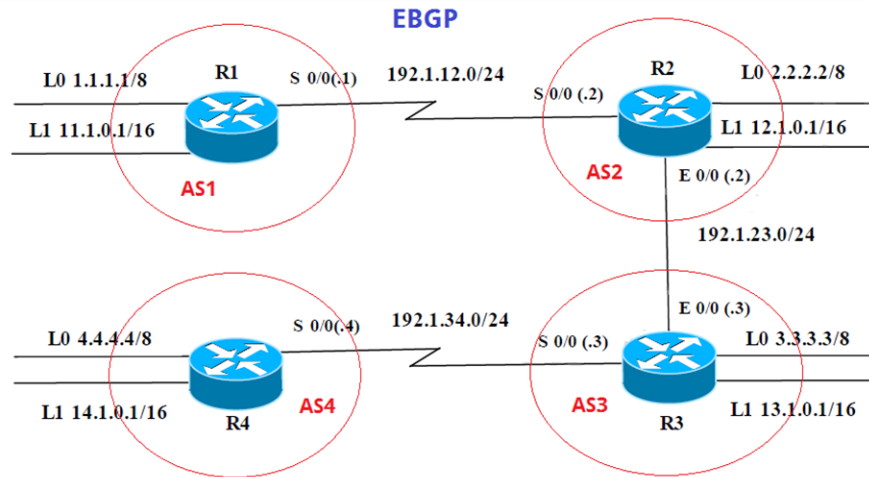 EBGP
L0 1.1.1.1/8
R1
S 0/0(.1)
192.1.12.0/24
S 0/0 (.2)
R2
L0 2.2.2.2/8
L1 11.1.0.1/16
L1 12.1.0.1/16
AS1
AS2
E 0/0 (.2)
192.1.23.0/24
L0 4.4.4.4/8
S 0/0(.4)
192.1.34.0/24
S 0/0 (.3)
E 0/0 (.3)
L0 3.3.3.3/8
L1 14.1.0.1/16
R4
AS4
AS3
R3
L1 13.1.0.1/16